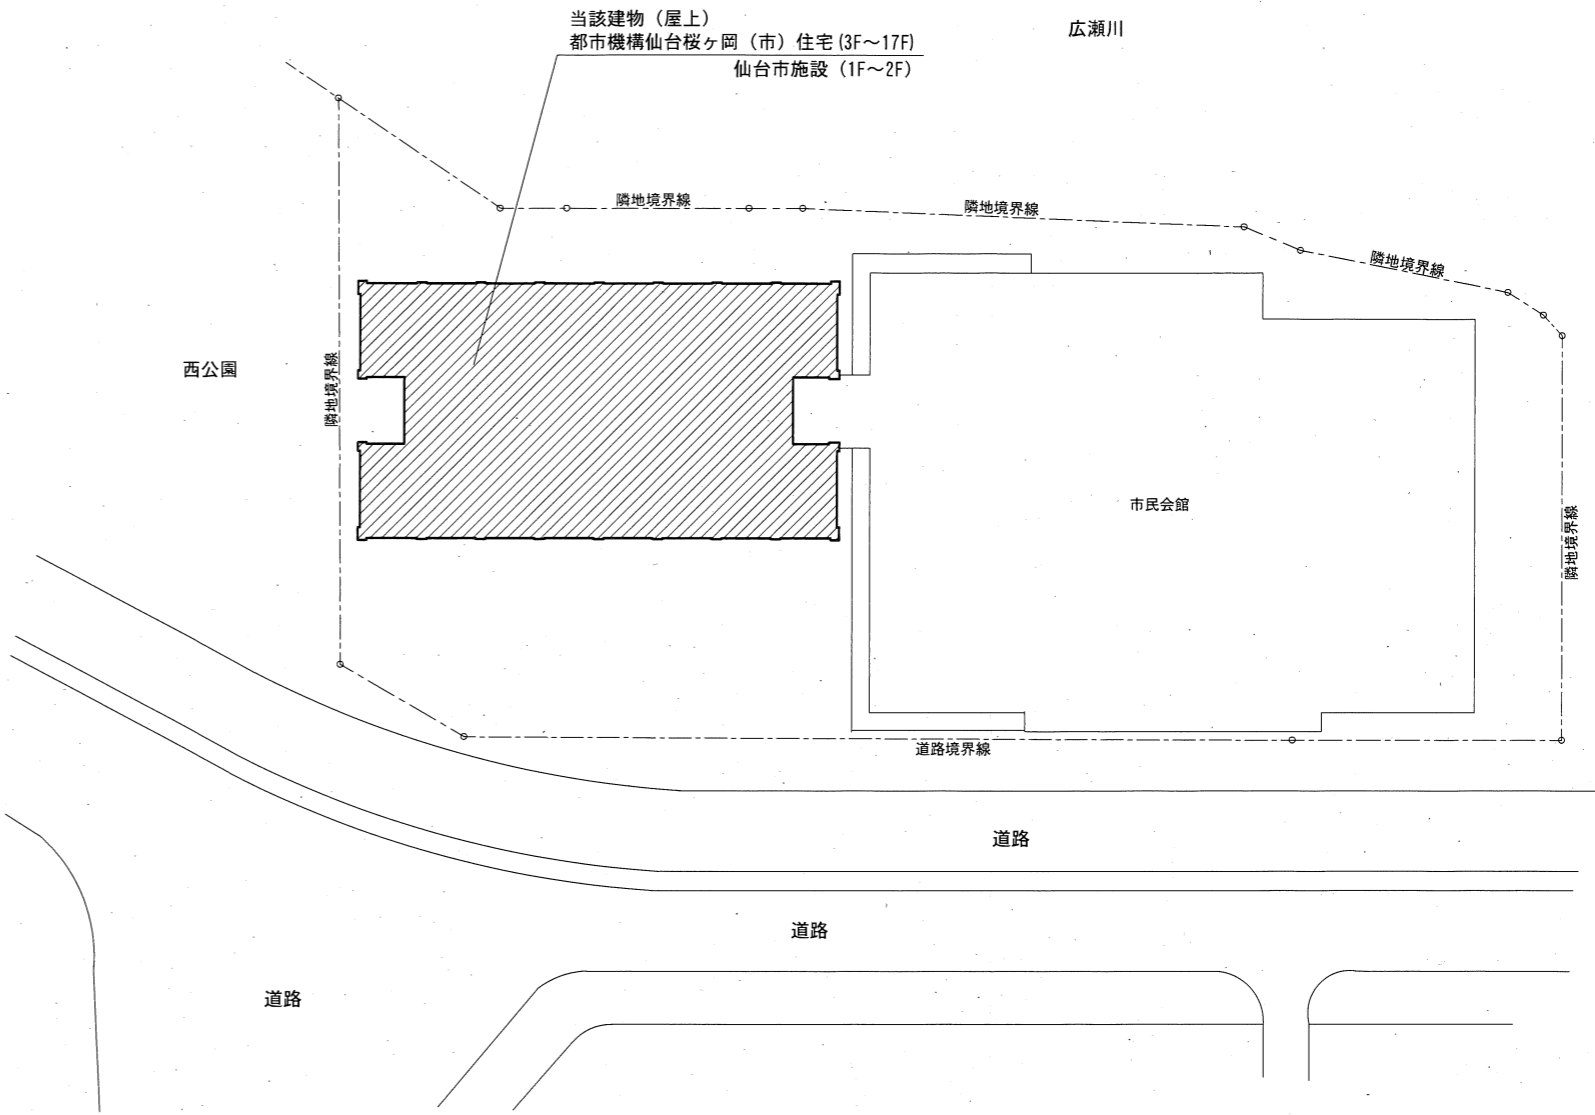 当該建物（屋上）
都市機構仙台桜ヶ岡（市）住宅(3F～17F)
仙台市施設（1F～2F）
広瀬川
隣地境界線
隣地境界線
隣地境界線
西公園
隣地境界線
市民会館
隣地境界線
道路境界線
道路
道路
道路